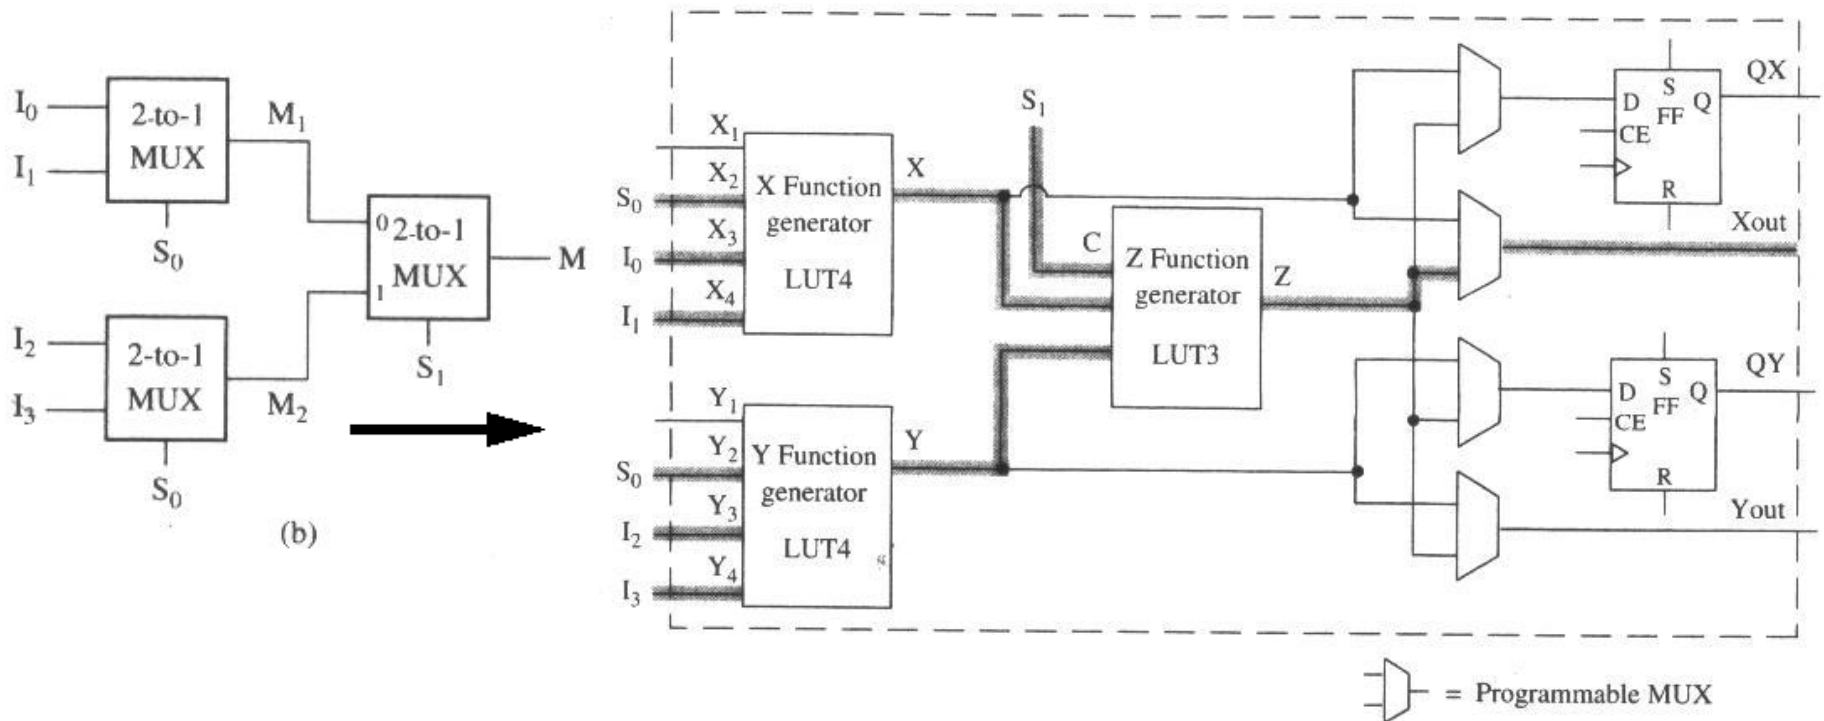 I₀
I₁
2-to-1
MUX
S₀
M₁
I₂
I₃
2-to-1
MUX
S₀
M₂
0
1
2-to-1
MUX
S₁
M
(b)
X₁
S₀ X₂
I₀ X₃
I₁ X₄
X Function
generator
LUT4
X
Y₁
S₀ Y₂
I₂ Y₃
I₃ Y₄
Y Function
generator
LUT4
Y
S₁
C
Z Function
generator
LUT3
Z
S
D Q
FF
CE
R
QX
Xout
S
D Q
FF
CE
R
QY
Yout
= Programmable MUX